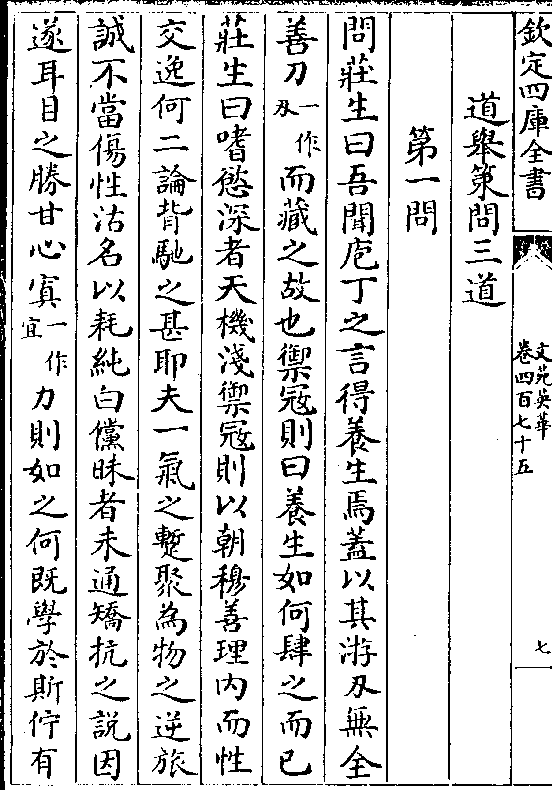 欽定四庫全書
文苑英華
卷四百七十五
七
道舉策問三道
第一問
問莊生曰吾聞庖丁之言得養生焉蓋以其游刃無全
善刀一作刃而藏之故也禦冦則曰養生如何肆之而已
莊生曰嗜慾深者天機淺禦冦則以朝穆善理内而性
交逸何二論背馳之甚耶夫一氣之蹔聚為物之逆旅
誠不當傷性沽名以耗純白儻昧者未通矯抗之説因
遂耳目之勝甘心寘一作宜力則如之何既學於斯佇有